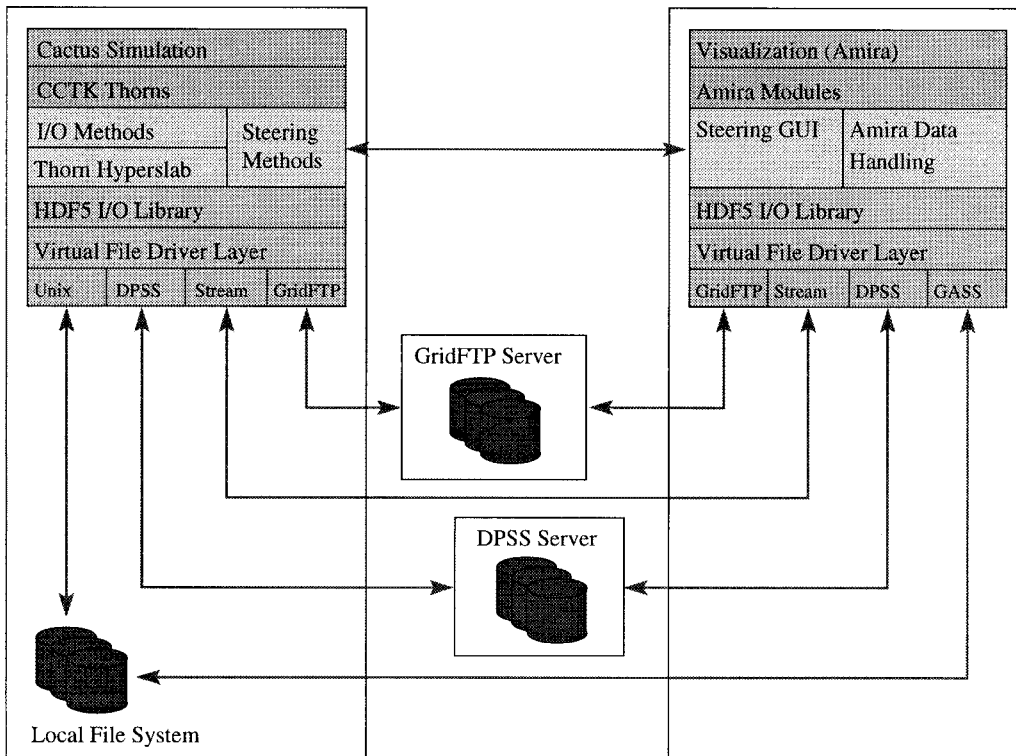 Cactus Simulation
CCTK Thorns
I/O Methods
Thorn Hyperslab
Steering
Methods
HDF5 I/O Library
Virtual File Driver Layer
Unix
DPSS
Stream
GridFTP
Visualization (Amira)
Amira Modules
Steering GUI
Amira Data
Handling
HDF5 I/O Library
Virtual File Driver Layer
GridFTP
Stream
DPSS
GASS
GridFTP Server
DPSS Server
Local File System